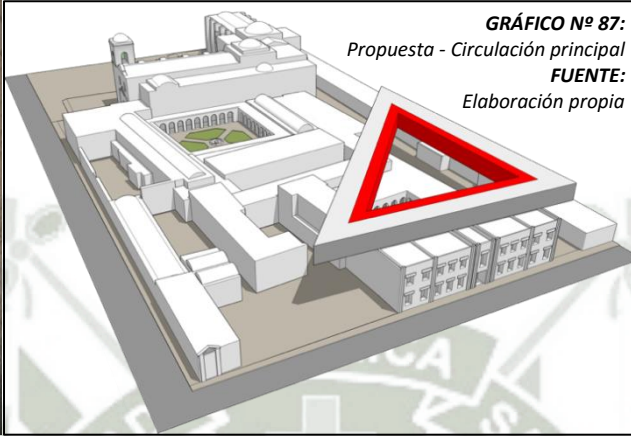 GRÁFICO Nº 87:
Propuesta - Circulación principal
FUENTE:
Elaboración propia